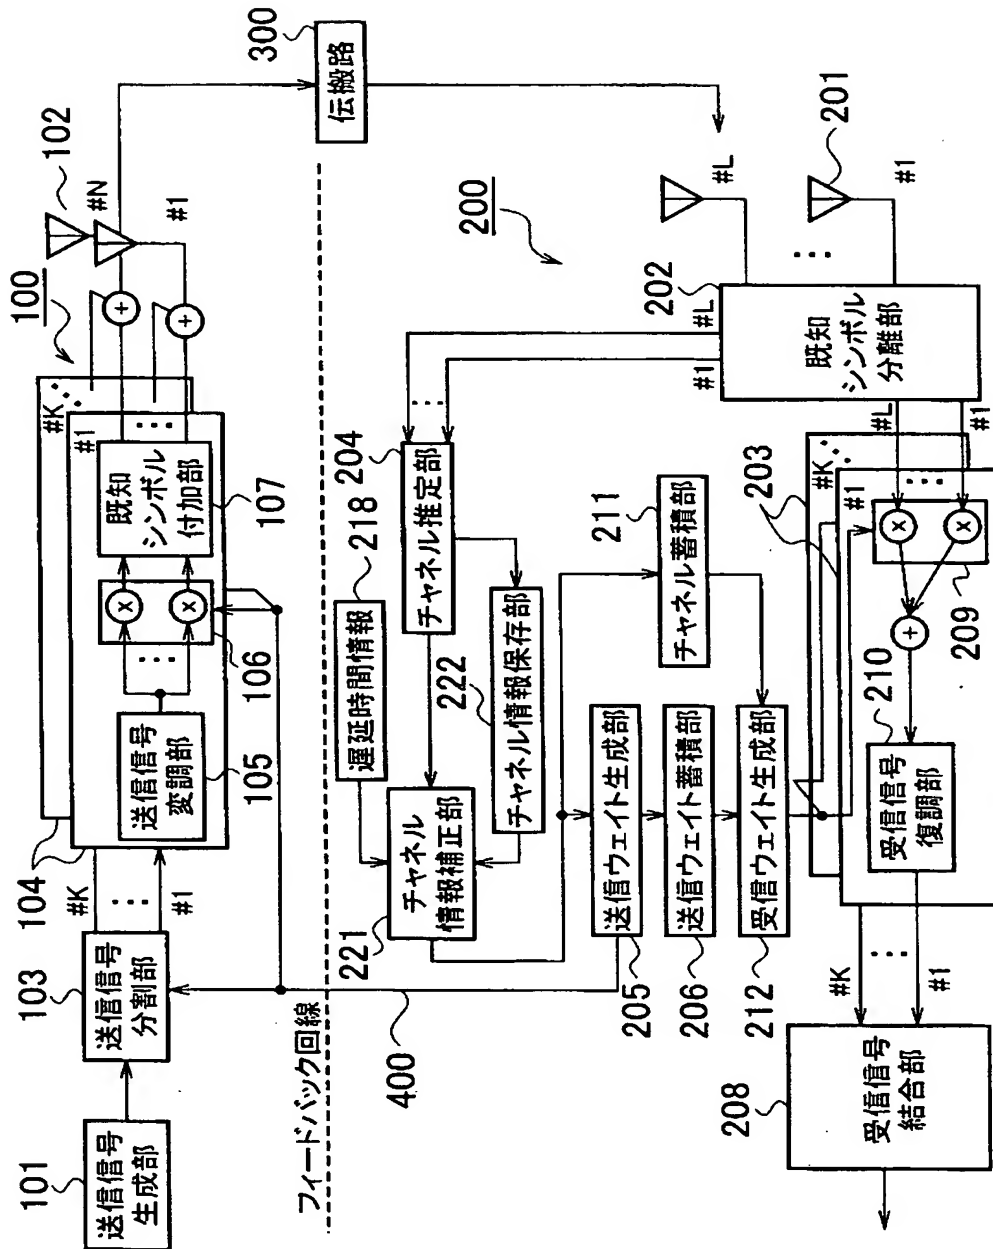 101
送信信号
生成部
103
送信信号
分割部
104
#K
⋮
#1
送信信号
変調部
105
106
×
×
既知
シンボル
付加部
107
#1
#K
100
+
+
102
#N
#1
300
伝搬路
フィードバック回線
400
200
201
#L
#1
202
既知
シンボル
分離部
#L
#1
#L
#1
204
チャネル推定部
218
遅延時間情報
222
チャネル情報保存部
221
チャネル
情報補正部
211
チャネル蓄積部
205
送信ウェイト生成部
206
送信ウェイト蓄積部
212
受信ウェイト生成部
203
#K
#1
×
×
209
+
210
受信信号
復調部
#K
#1
208
受信信号
結合部